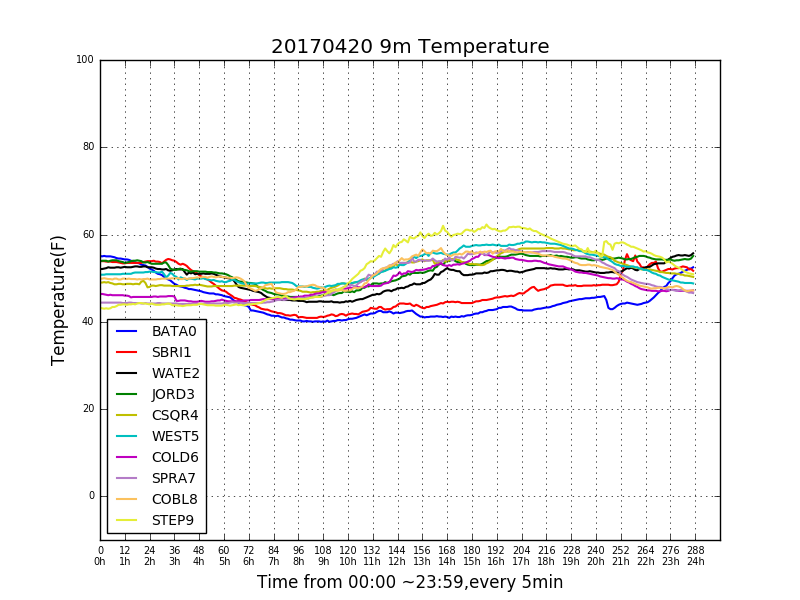 20170420 9m Temperature
100
80
60
40
20
0
Temperature(F)
BATA0
SBRI1
WATE2
JORD3
CSQR4
WEST5
COLD6
SPRA7
COBL8
STEP9
0 12 24 36 48 60 72 84 96 108 120 132 144 156 168 180 192 204 216 228 240 252 264 276 288
0h 1h 2h 3h 4h 5h 6h 7h 8h 9h 10h 11h 12h 13h 14h 15h 16h 17h 18h 19h 20h 21h 22h 23h 24h
Time from 00:00 ~23:59,every 5min